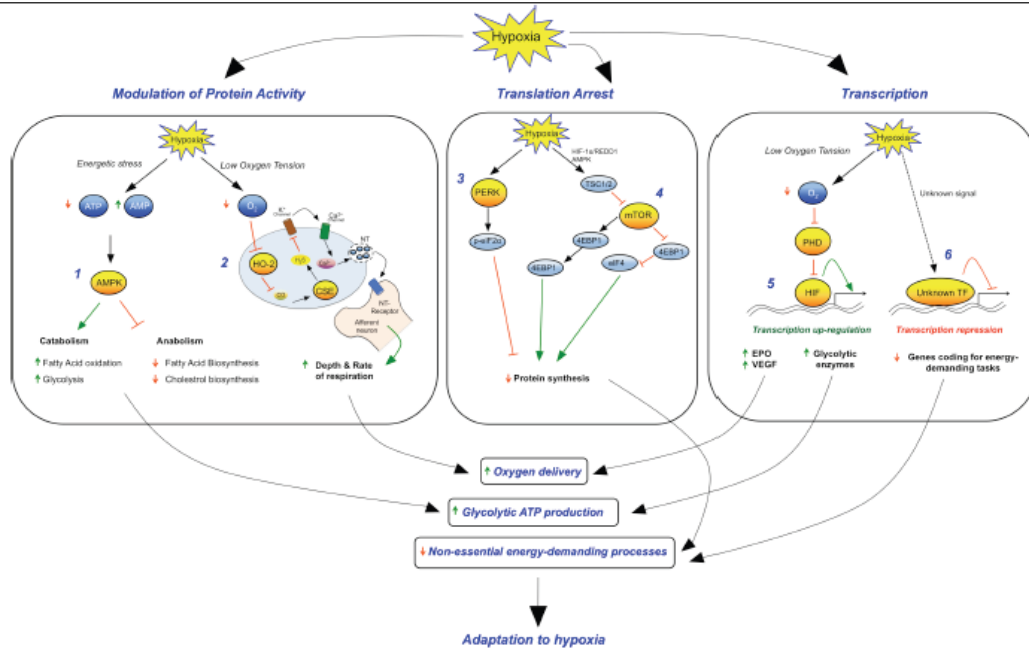 Hypoxia
Modulation of Protein Activity
Translation Arrest
Transcription
Hypoxia
Energetic stress
Low Oxygen Tension
ATP
AMP
O2
K+
Channel
Ca2+
channel
NT
1
2
HO-2
H2S
CO
CSE
Ca2+
AMPK
NT-
Receptor
Afferent
neuron
Catabolism
Anabolism
Fatty Acid oxidation
Glycolysis
Fatty Acid Biosynthesis
Cholestrol biosynthesis
Depth & Rate
of respiration
Hypoxia
HIF-1α/REDD1
AMPK
3
PERK
TSC1/2
4
mTOR
p-eIF2α
4EBP1
4EBP1
4EBP1
eIF4
Protein synthesis
Hypoxia
Low Oxygen Tension
O2
Unknown signal
PHD
5
HIF
6
Unknown TF
Transcription up-regulation
Transcription repression
EPO
VEGF
Glycolytic
enzymes
Genes coding for energy-
demanding tasks
Oxygen delivery
Glycolytic ATP production
Non-essential energy-demanding processes
Adaptation to hypoxia